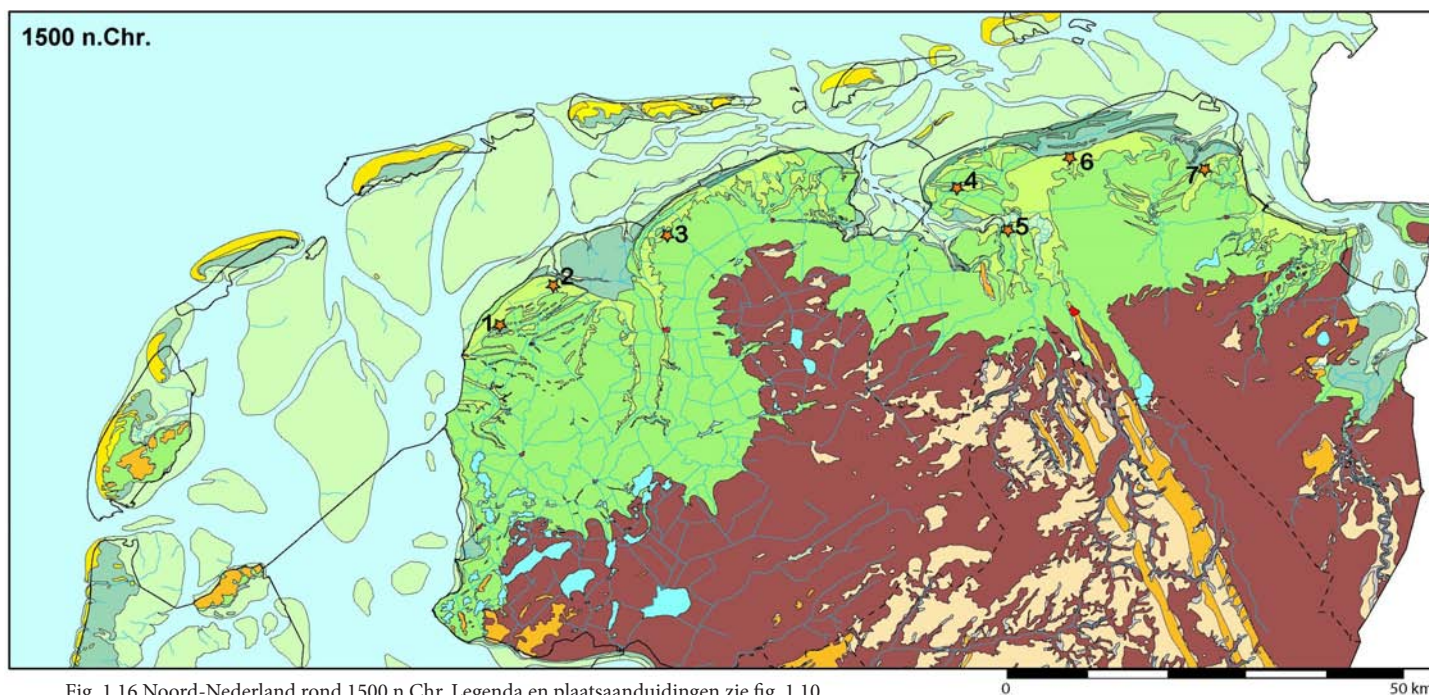 1500 n.Chr.
6
7
4
5
3
2
1
Fig. 1.16 Noord-Nederland rond 1500 n Chr. Legenda en plaatsaanduidingen zie fig. 1.10.
0 50 km